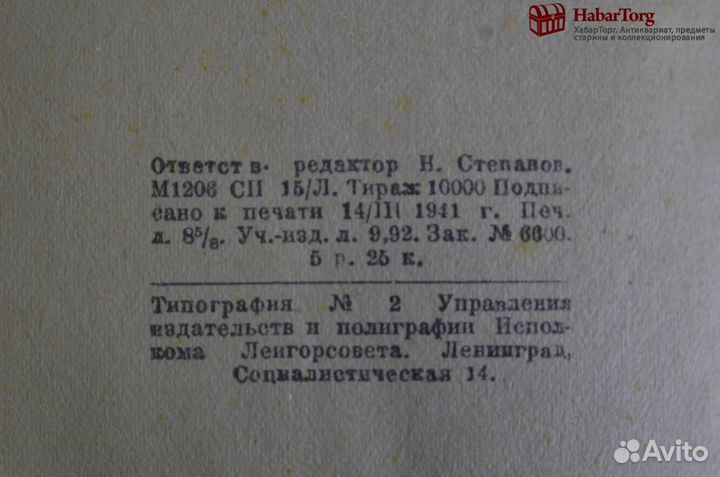 HabarTorg
ХабарТорг. Антиквариат, предметы
старины и коллекционирования
Ответств. редактор Н. Степанов.
М1206 СП 15/Л. Тираж 10000 Подпи-
сано к печати 14/III 1941 г. Печ.
л. 8⁵/₈. Уч.-изд. л. 9,92. Зак. № 6600.
5 р. 25 к.
Типография № 2 Управления
издательств и полиграфии Испол-
кома Ленгорсовета. Ленинград,
Социалистическая 14.
Avito